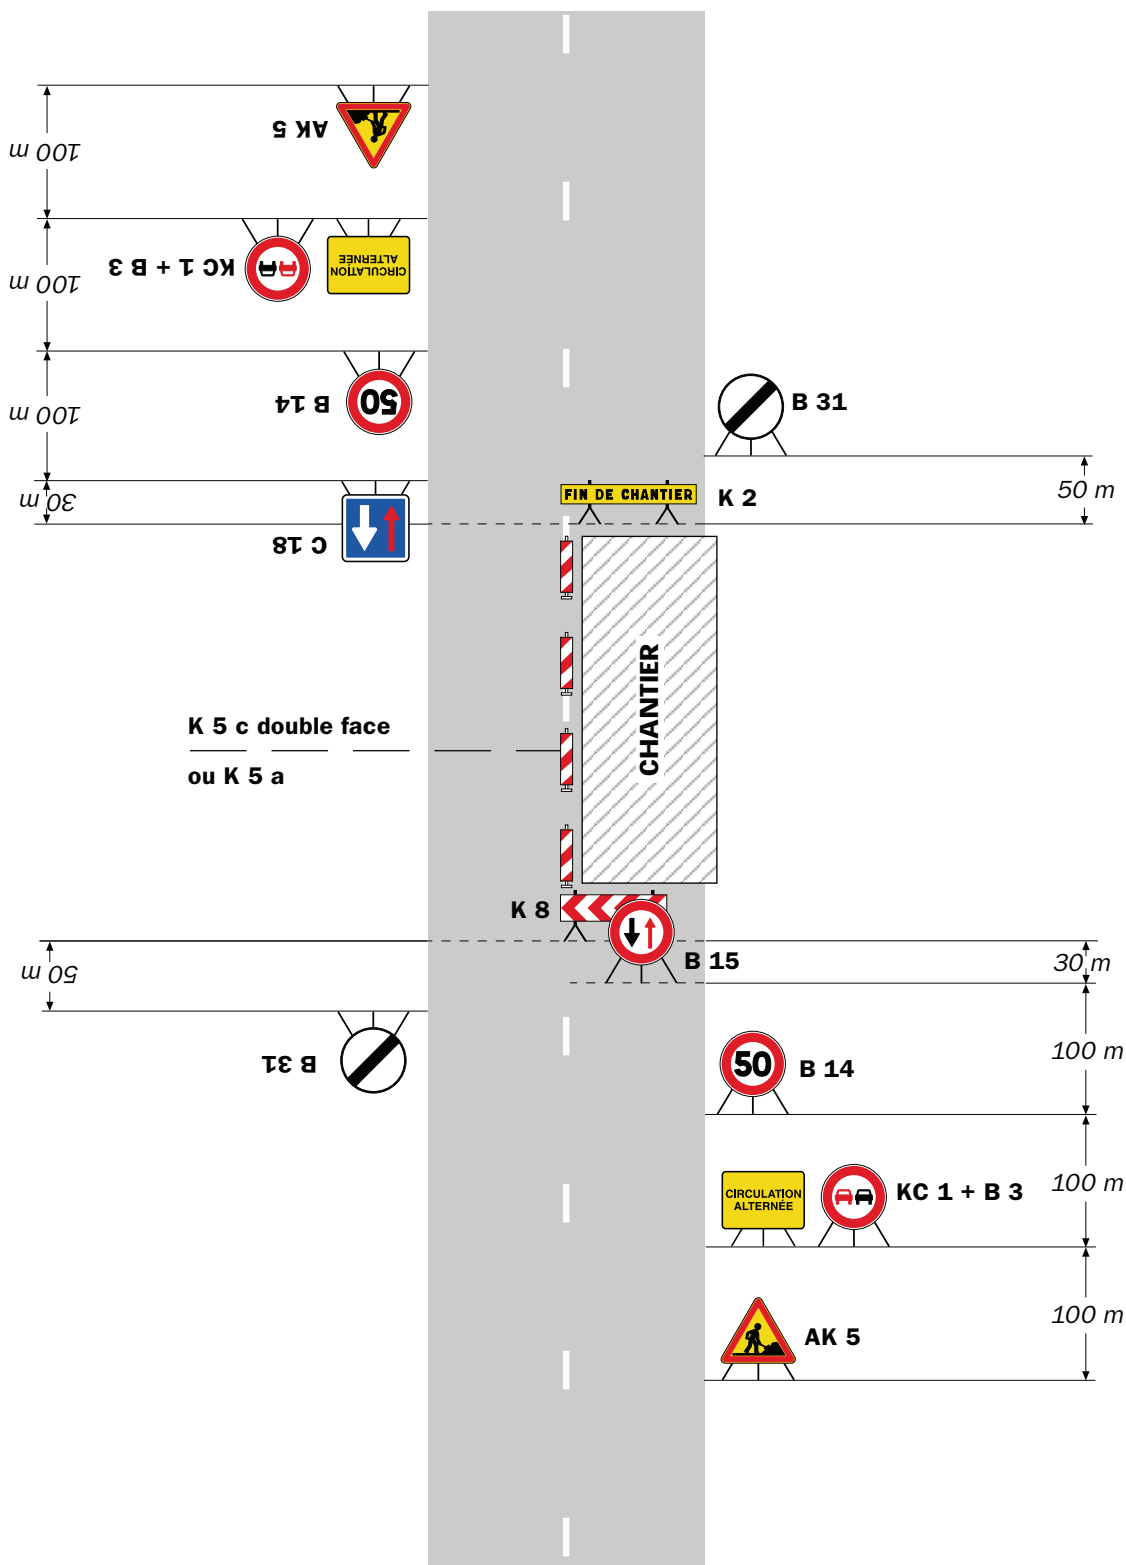 AK 5
100 m
KC 1 + B 3
CIRCULATION
ALTERNÉE
100 m
B 14
50
100 m
B 31
30 m
50 m
FIN DE CHANTIER
K 2
C 18
CHANTIER
K 5 c double face
ou K 5 a
K 8
B 15
50 m
30 m
B 31
50
B 14
100 m
CIRCULATION
ALTERNÉE
KC 1 + B 3
100 m
AK 5
100 m